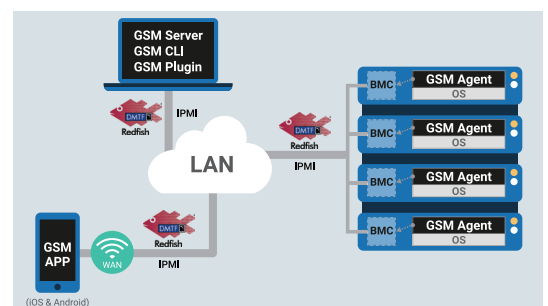 GSM Server
GSM CLI
GSM Plugin
DMTF
Redfish
IPMI
LAN
DMTF
Redfish
IPMI
BMC
GSM Agent
OS
BMC
GSM Agent
OS
BMC
GSM Agent
OS
BMC
GSM Agent
OS
GSM
APP
WAN
DMTF
Redfish
IPMI
(iOS & Android)